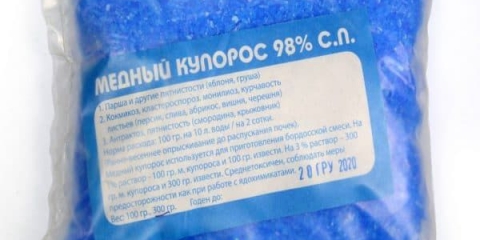 МЕДНЫЙ КУПОРОС 98% С.П.
1. Парша и другие пятнистости (яблоня, груша)
2. Кокмикоз, кластероспороз, монилиоз, курчавость
листьев (персик, слива, абрикос, вишня, черешня)
3. Антракноз, пятнистость (смородина, крыжовник)
Норма расхода: 100 гр. на 10 л. воды / на 2 сотки.
Ранне-весеннее опрыскивание до распускания почек).
Медный купорос используется для приготовления бордосской смеси. На
1% раствор - 100 гр. м. купороса и 100 гр. извести. На 3 % раствор - 300
гр. м. купороса и 300 гр. извести. Среднетоксичен, соблюдать меры
предосторожности как при работе с ядохимикатами.
Вес: 100 гр., 300 гр. Годен до: 20 ГРУ 2020